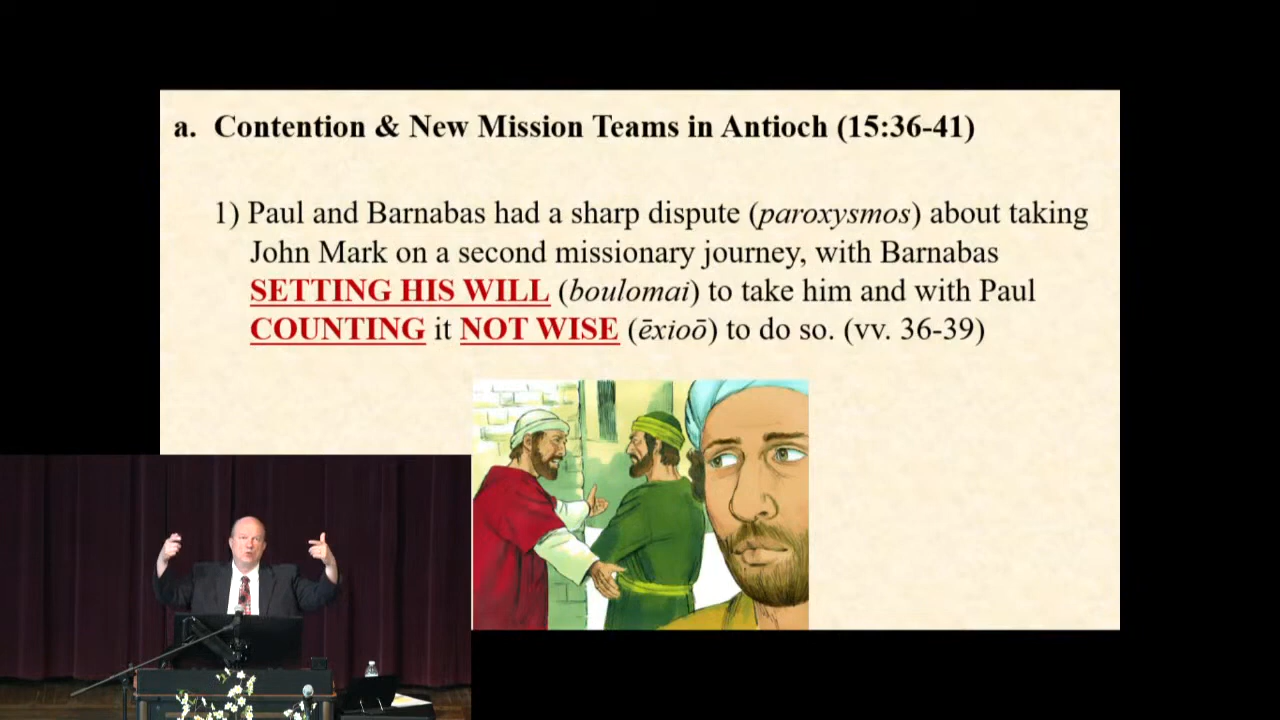 a. Contention & New Mission Teams in Antioch (15:36-41)
1) Paul and Barnabas had a sharp dispute (paroxysmos) about taking
John Mark on a second missionary journey, with Barnabas
SETTING HIS WILL (boulomai) to take him and with Paul
COUNTING it NOT WISE (ēxioō) to do so. (vv. 36-39)